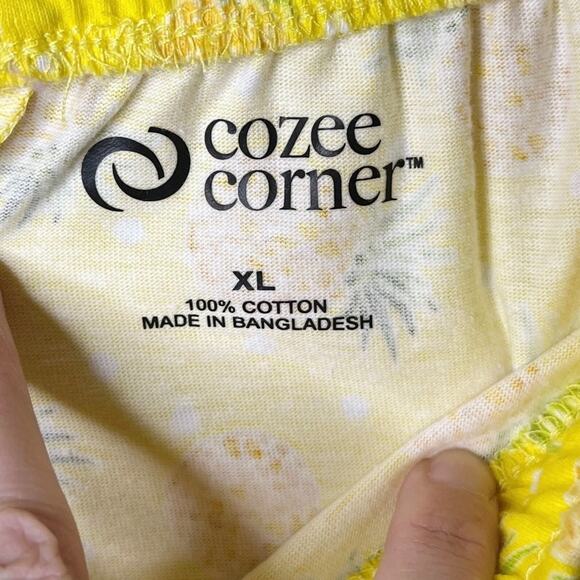 cozee
corner™
XL
100% COTTON
MADE IN BANGLADESH